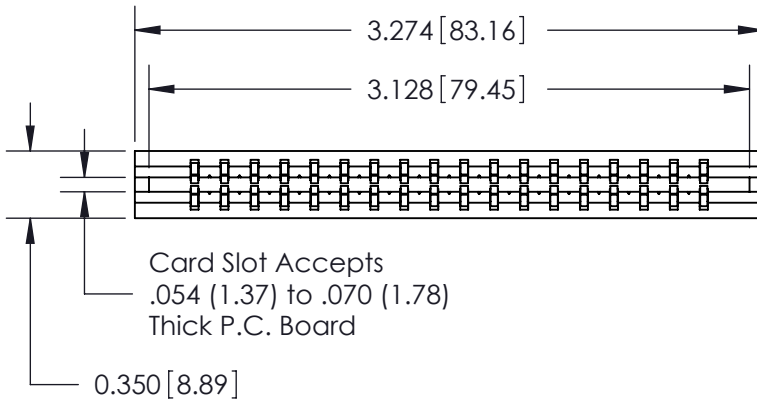 3.274 [83.16]
3.128 [79.45]
Card Slot Accepts
.054 (1.37) to .070 (1.78)
Thick P.C. Board
0.350 [8.89]